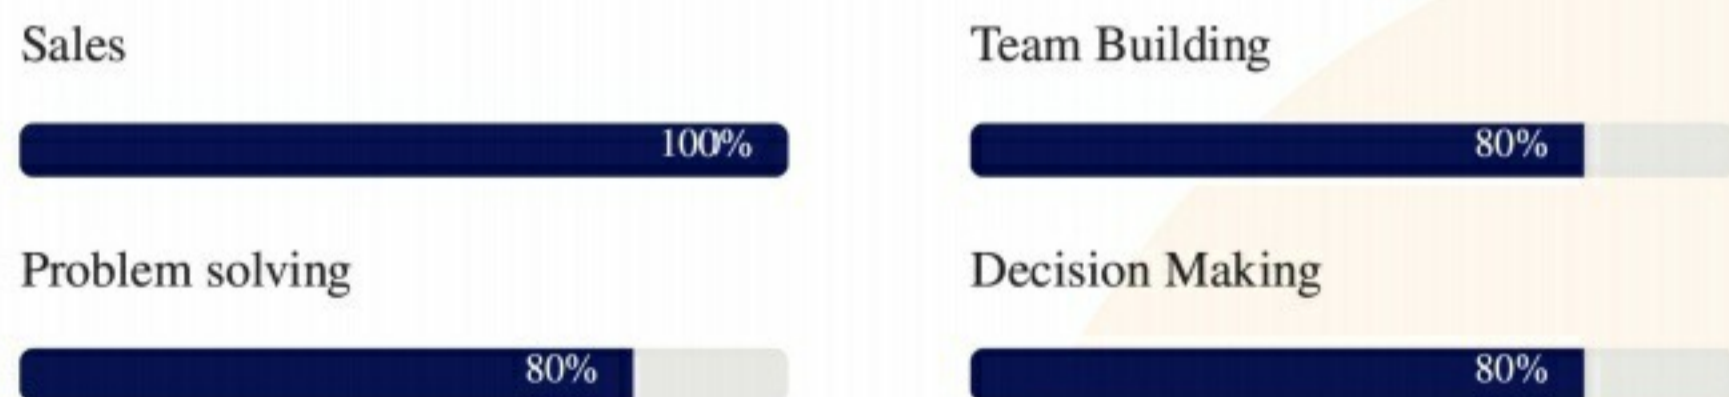 Sales
Team Building
100%
80%
Problem solving
Decision Making
80%
80%